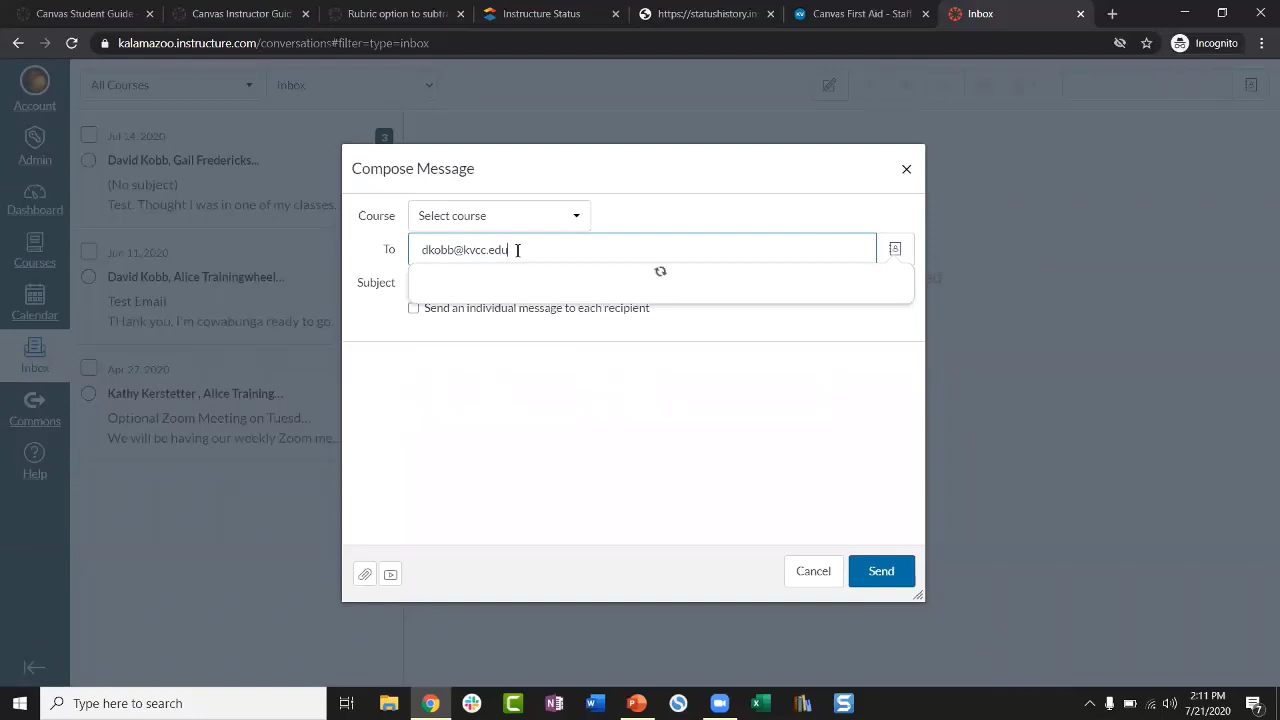 Canvas Student Guide
Canvas Instructor Guid
Rubric option to subtr
Instructure Status
https://statushistory.in
Canvas First Aid - Staff
Inbox
kalamazoo.instructure.com/conversations#filter=type=inbox
Incognito
Account
Admin
Dashboard
Courses
Calendar
Inbox
Commons
Help
All Courses
Inbox
Jul 14, 2020
3
David Kobb, Gail Fredericks...
(No subject)
Test. Thought I was in one of my classes.
Jun 11, 2020
David Kobb, Alice Trainingwheel...
Test Email
THank you, I'm cowabunga ready to go.
Apr 27, 2020
Kathy Kerstetter , Alice Training...
Optional Zoom Meeting on Tuesd...
We will be having our weekly Zoom me...
Compose Message
Course
Select course
To
dkobb@kvcc.edu
Subject
Send an individual message to each recipient
Cancel
Send
Type here to search
2:11 PM
7/21/2020